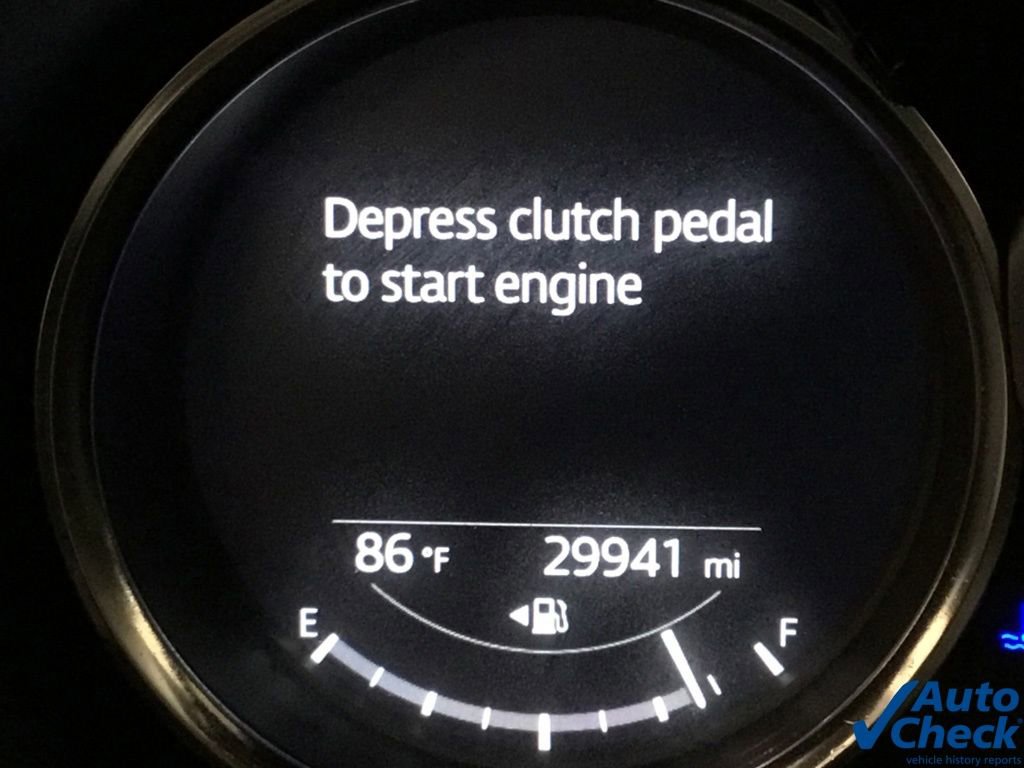 Depress clutch pedal
to start engine
86 °F 29941 mi
E F
Auto
Check®
vehicle history reports